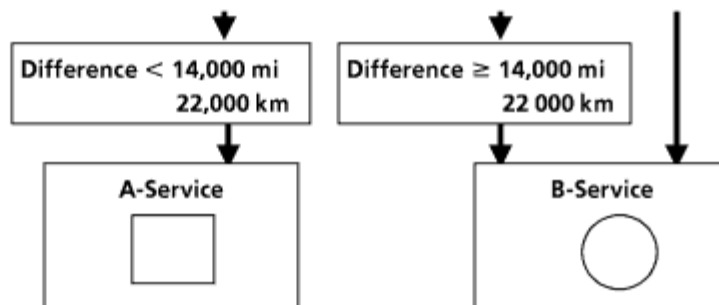 Difference < 14,000 mi
22,000 km
Difference ≥ 14,000 mi
22 000 km
A-Service
B-Service